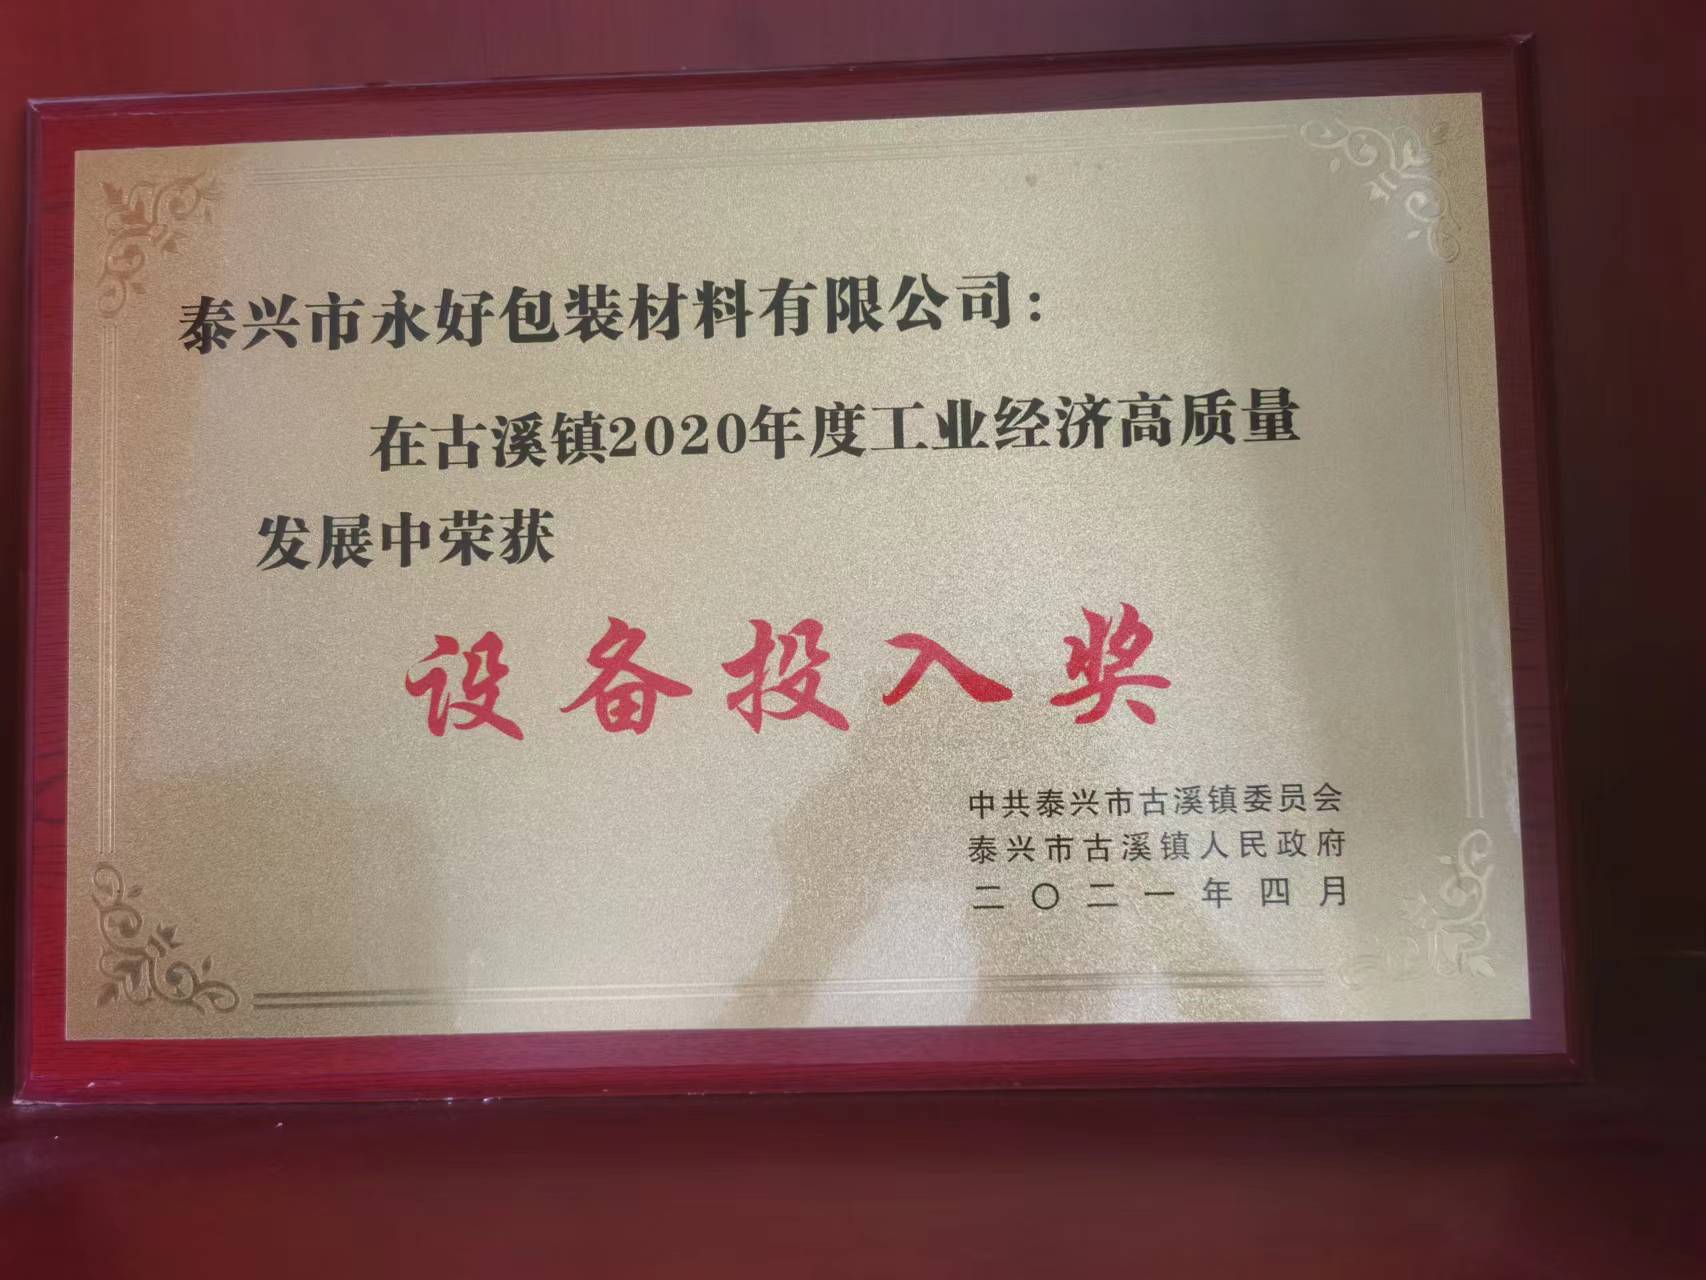 泰兴市永好包装材料有限公司：
在古溪镇2020年度工业经济高质量
发展中荣获
设备投入奖
中共泰兴市古溪镇委员会
泰兴市古溪镇人民政府
二〇二一年四月